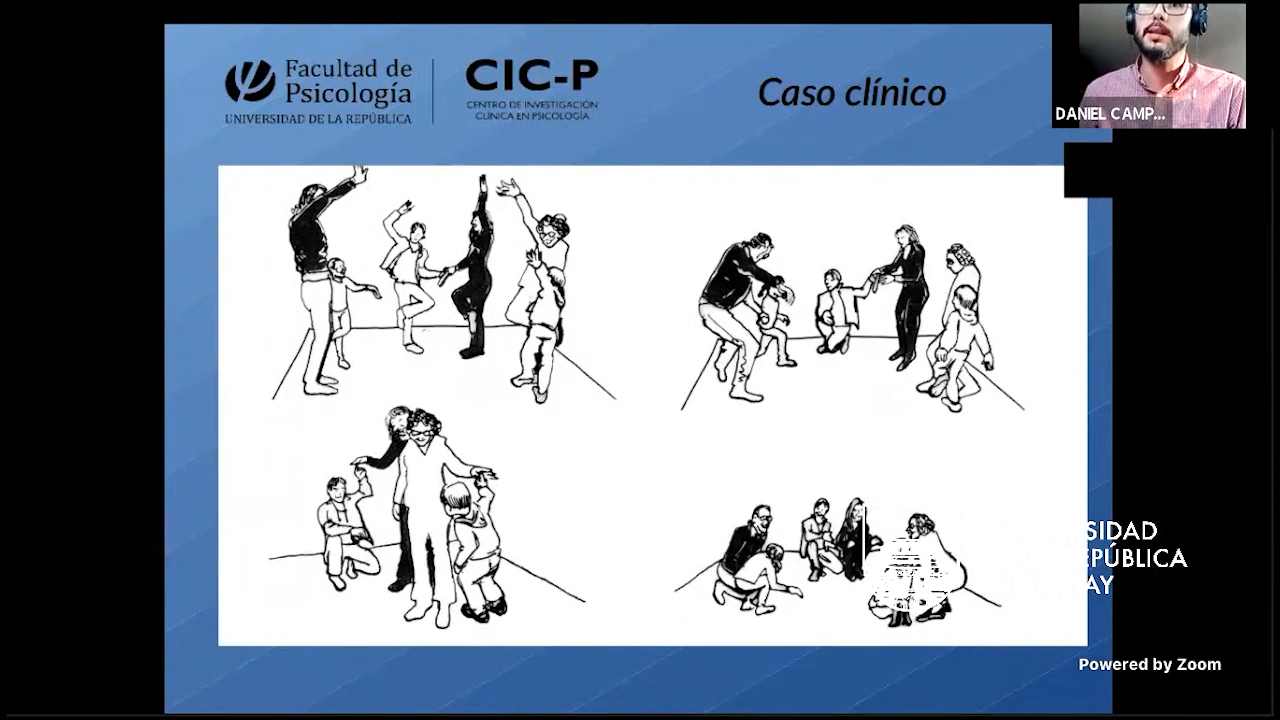 Facultad de
Psicología
UNIVERSIDAD DE LA REPÚBLICA
CIC-P
CENTRO DE INVESTIGACIÓN
CLÍNICA EN PSICOLOGÍA
Caso clínico
DANIEL CAMP...
SIDAD
EPÚBLICA
AY
Powered by Zoom